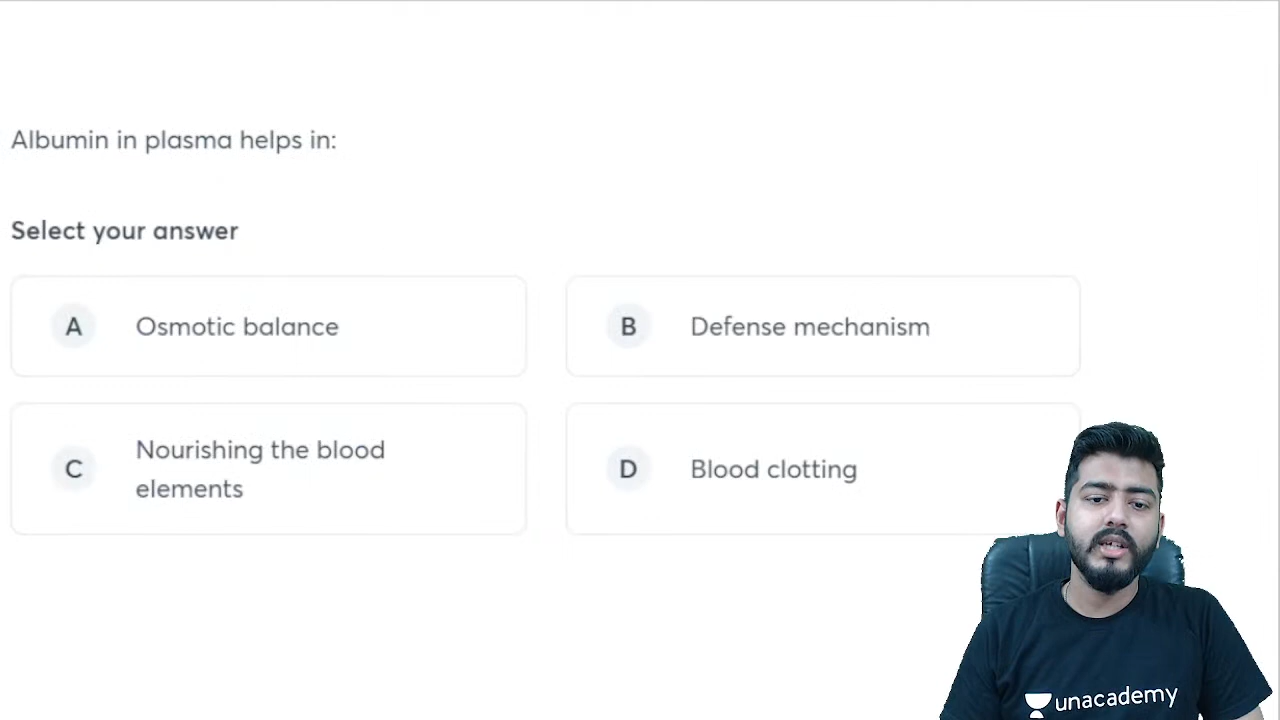 Albumin in plasma helps in:
Select your answer
A Osmotic balance
B Defense mechanism
C Nourishing the blood
elements
D Blood clotting
unacademy